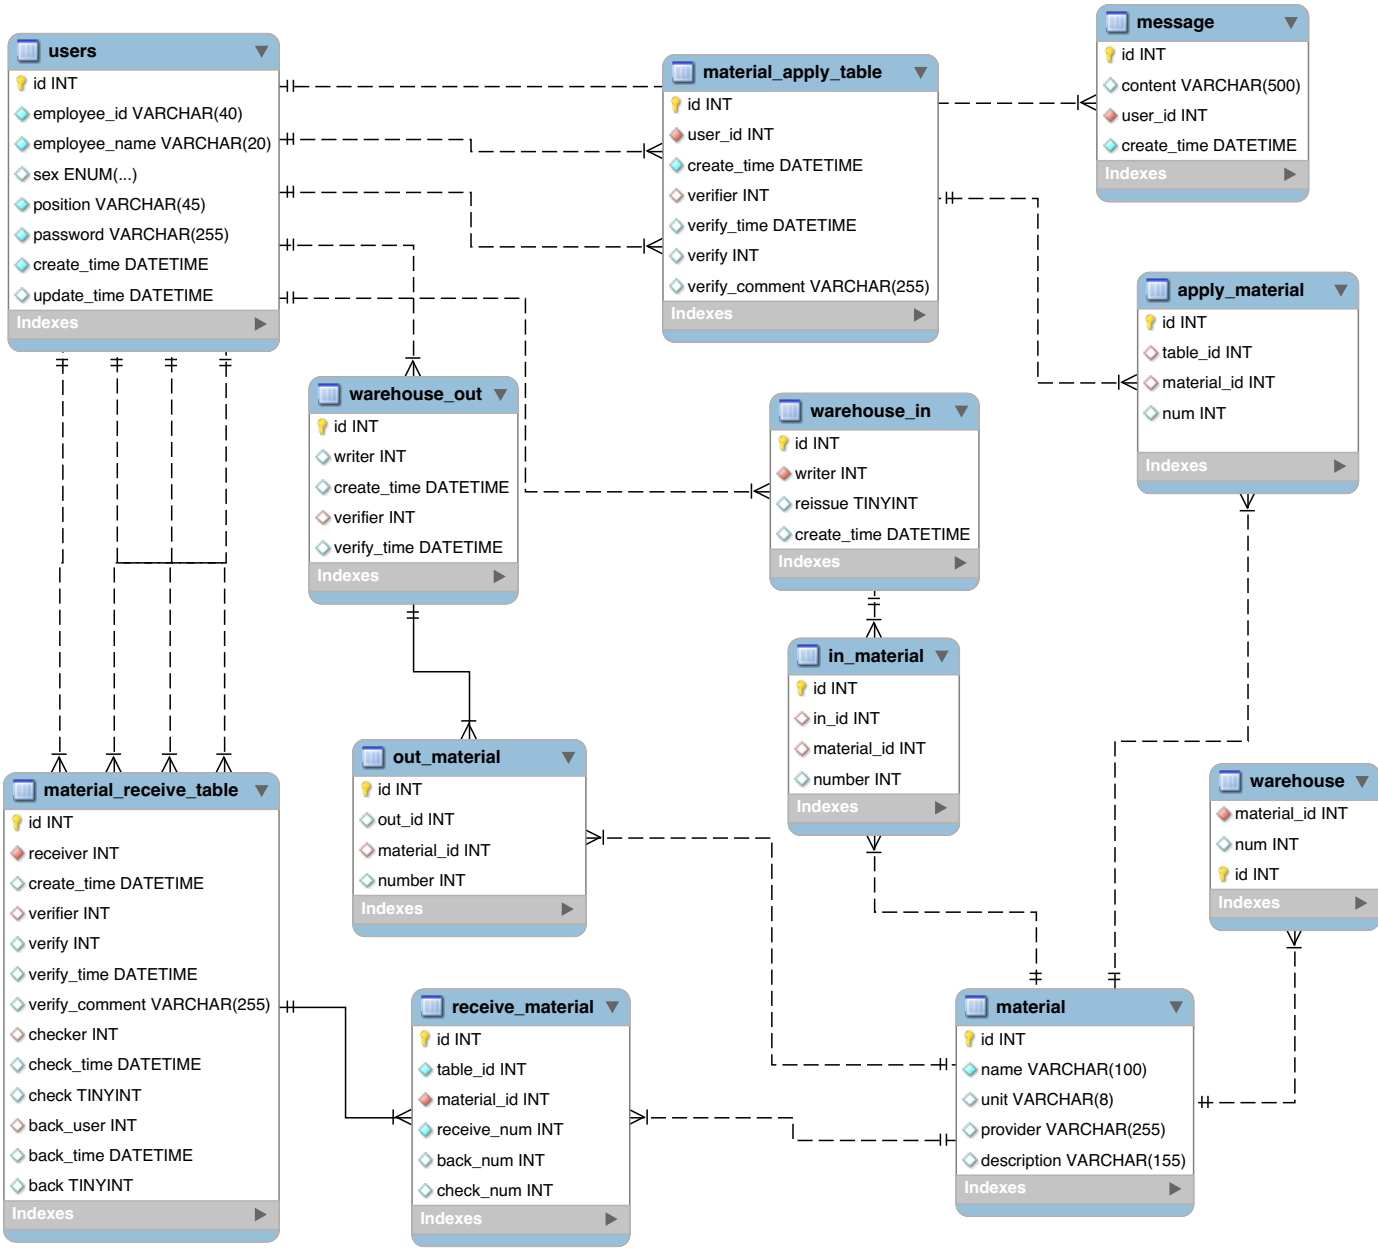 users
id INT
employee_id VARCHAR(40)
employee_name VARCHAR(20)
sex ENUM(...)
position VARCHAR(45)
password VARCHAR(255)
create_time DATETIME
update_time DATETIME
Indexes
material_apply_table
id INT
user_id INT
create_time DATETIME
verifier INT
verify_time DATETIME
verify INT
verify_comment VARCHAR(255)
Indexes
message
id INT
content VARCHAR(500)
user_id INT
create_time DATETIME
Indexes
apply_material
id INT
table_id INT
material_id INT
num INT
Indexes
warehouse_out
id INT
writer INT
create_time DATETIME
verifier INT
verify_time DATETIME
Indexes
warehouse_in
id INT
writer INT
reissue TINYINT
create_time DATETIME
Indexes
in_material
id INT
in_id INT
material_id INT
number INT
Indexes
out_material
id INT
out_id INT
material_id INT
number INT
Indexes
warehouse
material_id INT
num INT
id INT
Indexes
material_receive_table
id INT
receiver INT
create_time DATETIME
verifier INT
verify INT
verify_time DATETIME
verify_comment VARCHAR(255)
checker INT
check_time DATETIME
check TINYINT
back_user INT
back_time DATETIME
back TINYINT
Indexes
receive_material
id INT
table_id INT
material_id INT
receive_num INT
back_num INT
check_num INT
Indexes
material
id INT
name VARCHAR(100)
unit VARCHAR(8)
provider VARCHAR(255)
description VARCHAR(155)
Indexes